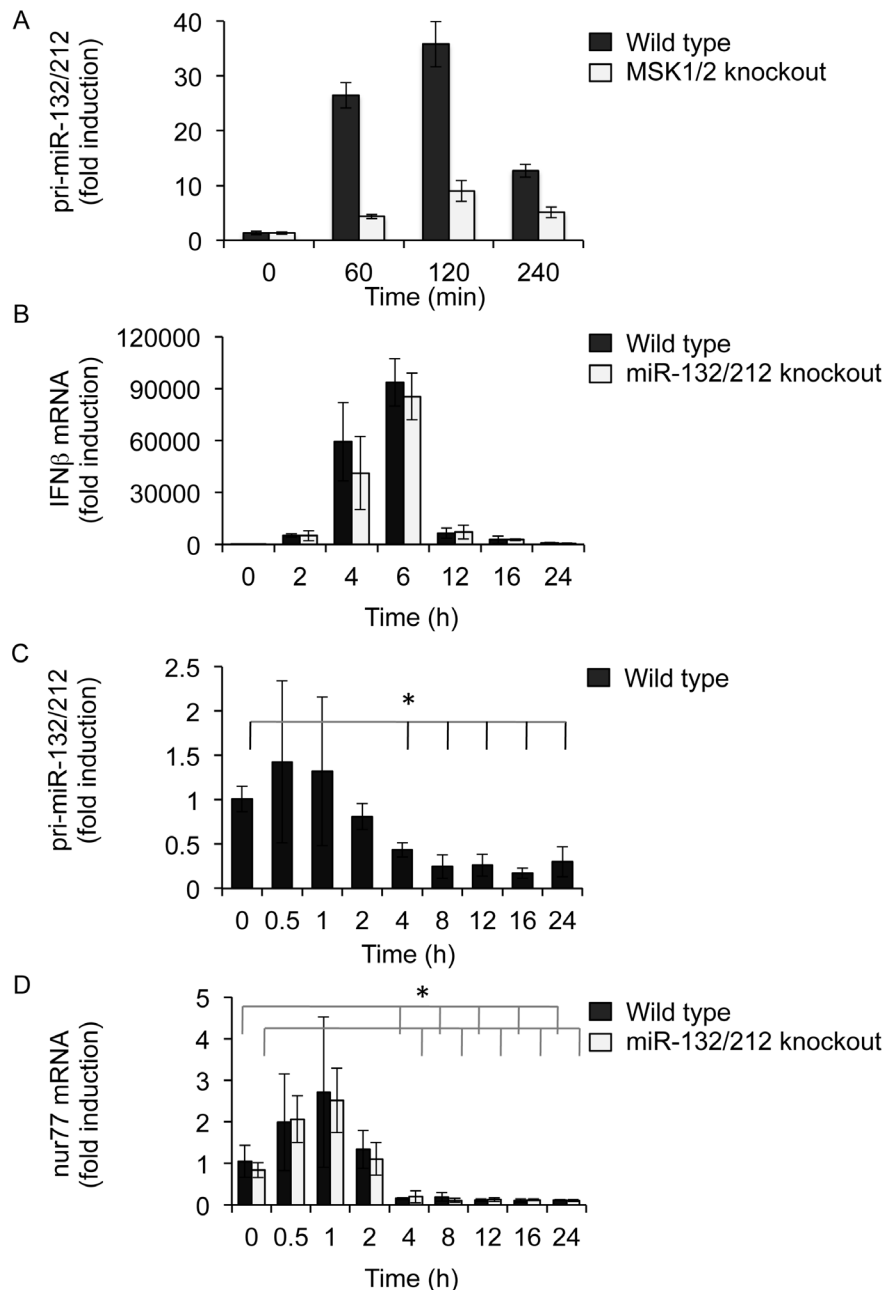 A
pri-miR-132/212
(fold induction)
40
30
20
10
0
0 60 120 240
Time (min)
Wild type
MSK1/2 knockout
B
IFNβ mRNA
(fold induction)
120000
90000
60000
30000
0
0 2 4 6 12 16 24
Time (h)
Wild type
miR-132/212 knockout
C
pri-miR-132/212
(fold induction)
2.5
2
1.5
1
0.5
0
*
0 0.5 1 2 4 8 12 16 24
Time (h)
Wild type
D
nur77 mRNA
(fold induction)
5
4
3
2
1
0
*
0 0.5 1 2 4 8 12 16 24
Time (h)
Wild type
miR-132/212 knockout